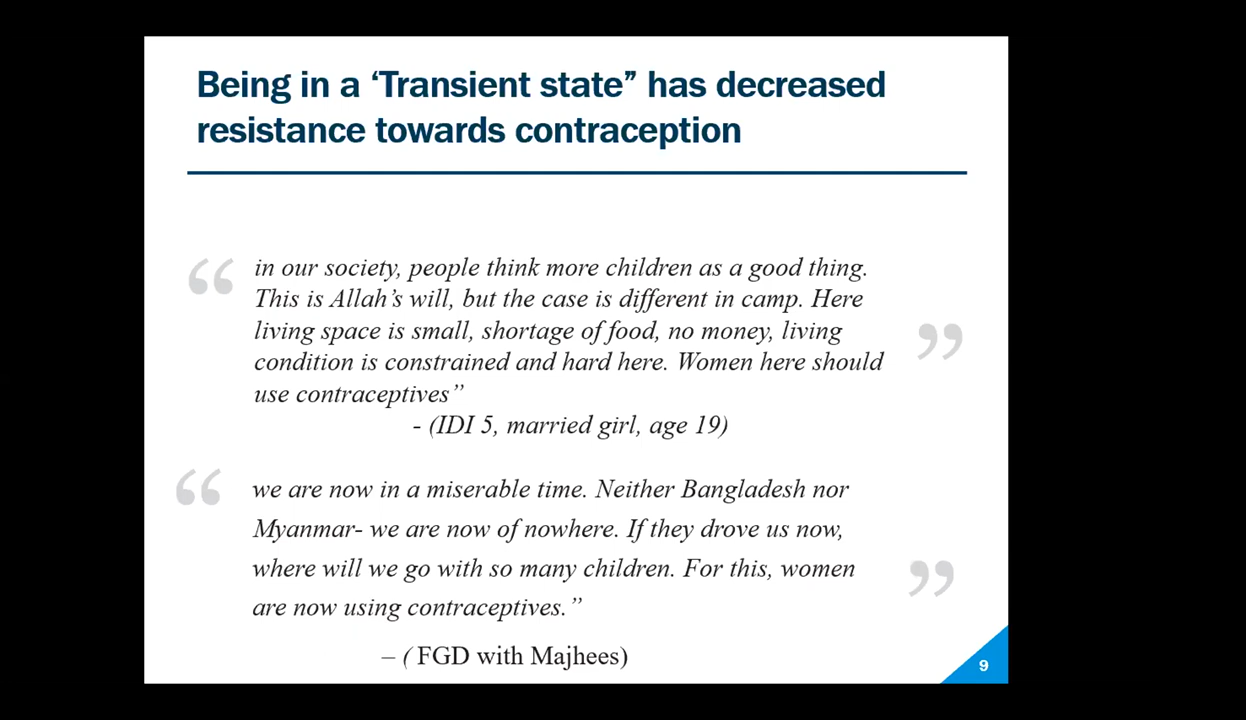 Being in a ‘Transient state” has decreased
resistance towards contraception
“
in our society, people think more children as a good thing.
This is Allah’s will, but the case is different in camp. Here
living space is small, shortage of food, no money, living
condition is constrained and hard here. Women here should
use contraceptives”
”
- (IDI 5, married girl, age 19)
“
we are now in a miserable time. Neither Bangladesh nor
Myanmar- we are now of nowhere. If they drove us now,
where will we go with so many children. For this, women
are now using contraceptives.”
”
– ( FGD with Majhees)
9